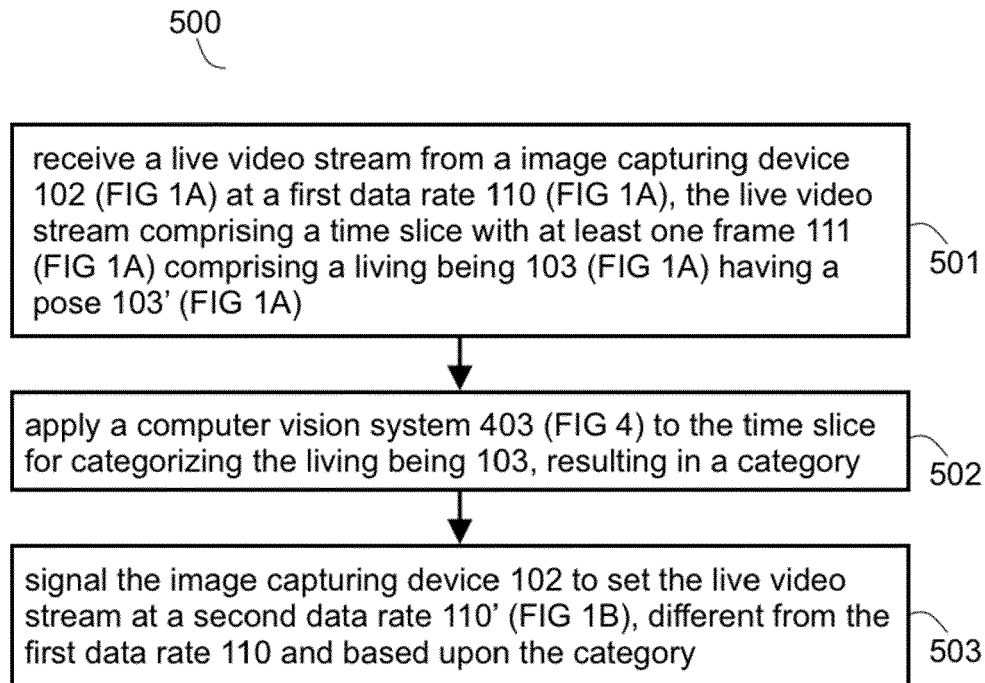 500
receive a live video stream from a image capturing device
102 (FIG 1A) at a first data rate 110 (FIG 1A), the live video
stream comprising a time slice with at least one frame 111
(FIG 1A) comprising a living being 103 (FIG 1A) having a
pose 103’ (FIG 1A)
501
apply a computer vision system 403 (FIG 4) to the time slice
for categorizing the living being 103, resulting in a category
502
signal the image capturing device 102 to set the live video
stream at a second data rate 110’ (FIG 1B), different from the
first data rate 110 and based upon the category
503